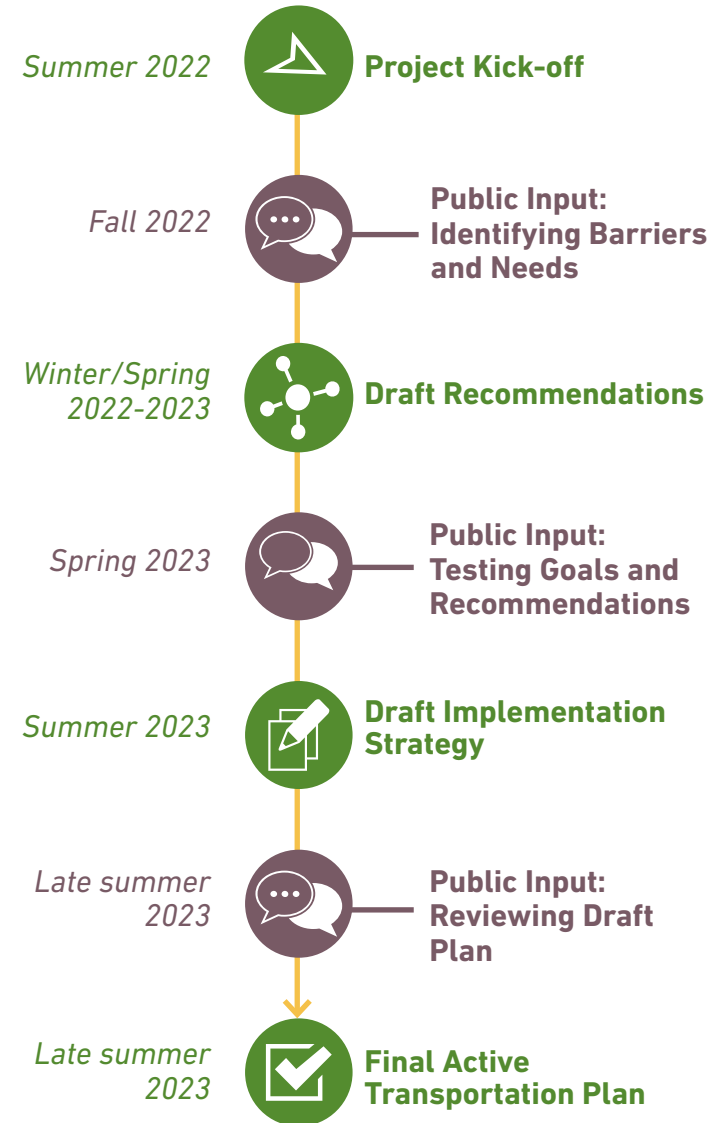 Summer 2022
Project Kick-off
Fall 2022
Public Input:
Identifying Barriers
and Needs
Winter/Spring
2022-2023
Draft Recommendations
Spring 2023
Public Input:
Testing Goals and
Recommendations
Summer 2023
Draft Implementation
Strategy
Late summer
2023
Public Input:
Reviewing Draft
Plan
Late summer
2023
Final Active
Transportation Plan